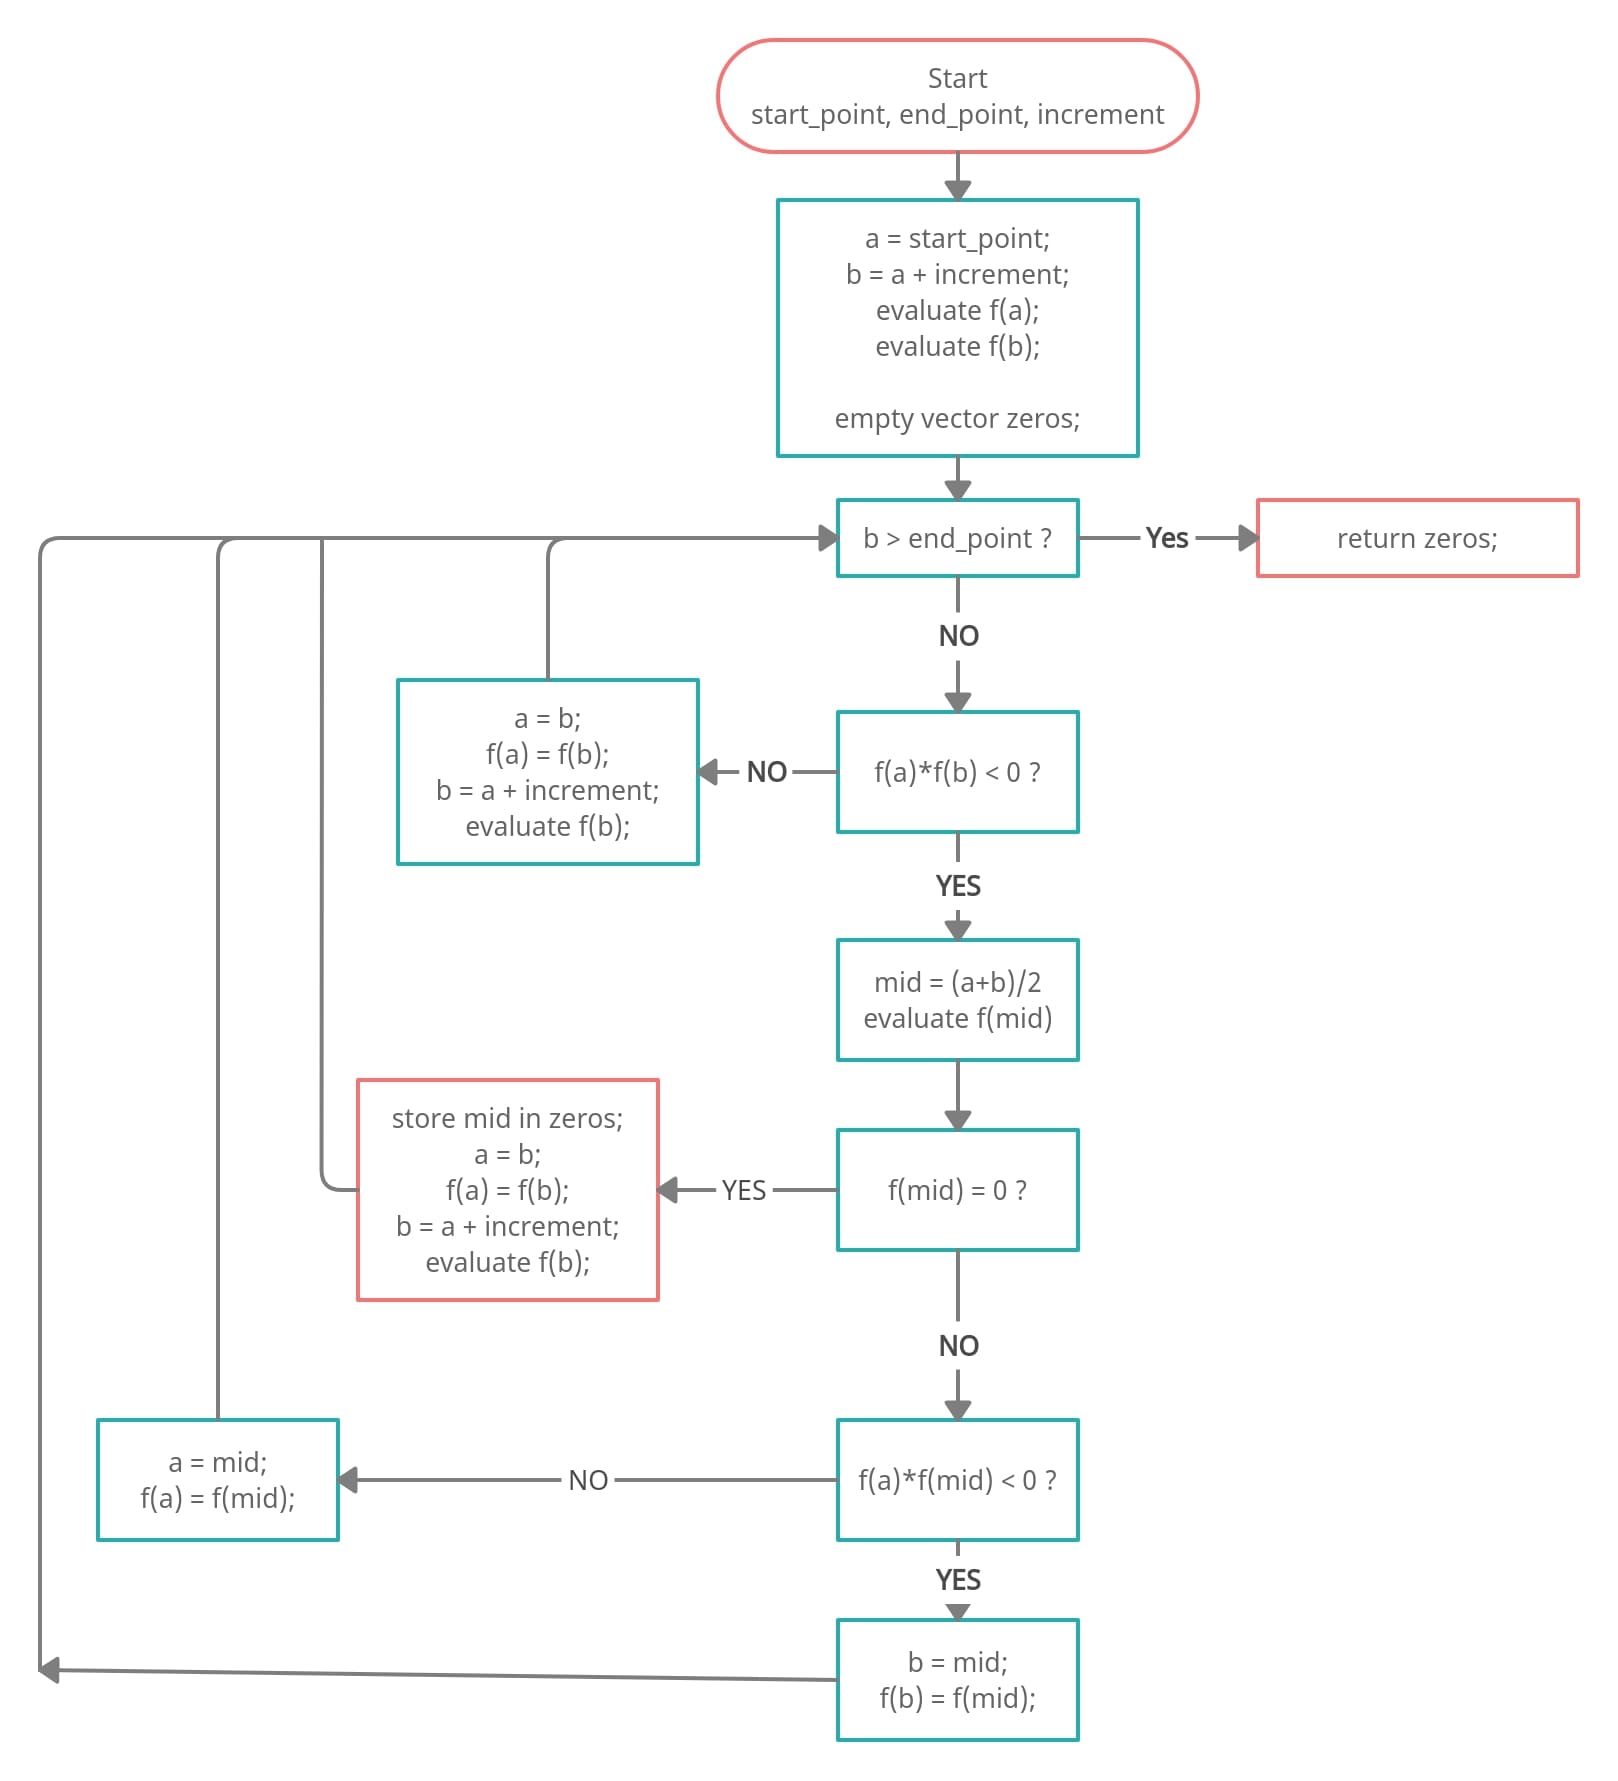 Start
start_point, end_point, increment
a = start_point;
b = a + increment;
evaluate f(a);
evaluate f(b);
empty vector zeros;
b > end_point ?
Yes
return zeros;
NO
a = b;
f(a) = f(b);
b = a + increment;
evaluate f(b);
NO
f(a)*f(b) < 0 ?
YES
mid = (a+b)/2
evaluate f(mid)
store mid in zeros;
a = b;
f(a) = f(b);
b = a + increment;
evaluate f(b);
YES
f(mid) = 0 ?
NO
a = mid;
f(a) = f(mid);
NO
f(a)*f(mid) < 0 ?
YES
b = mid;
f(b) = f(mid);